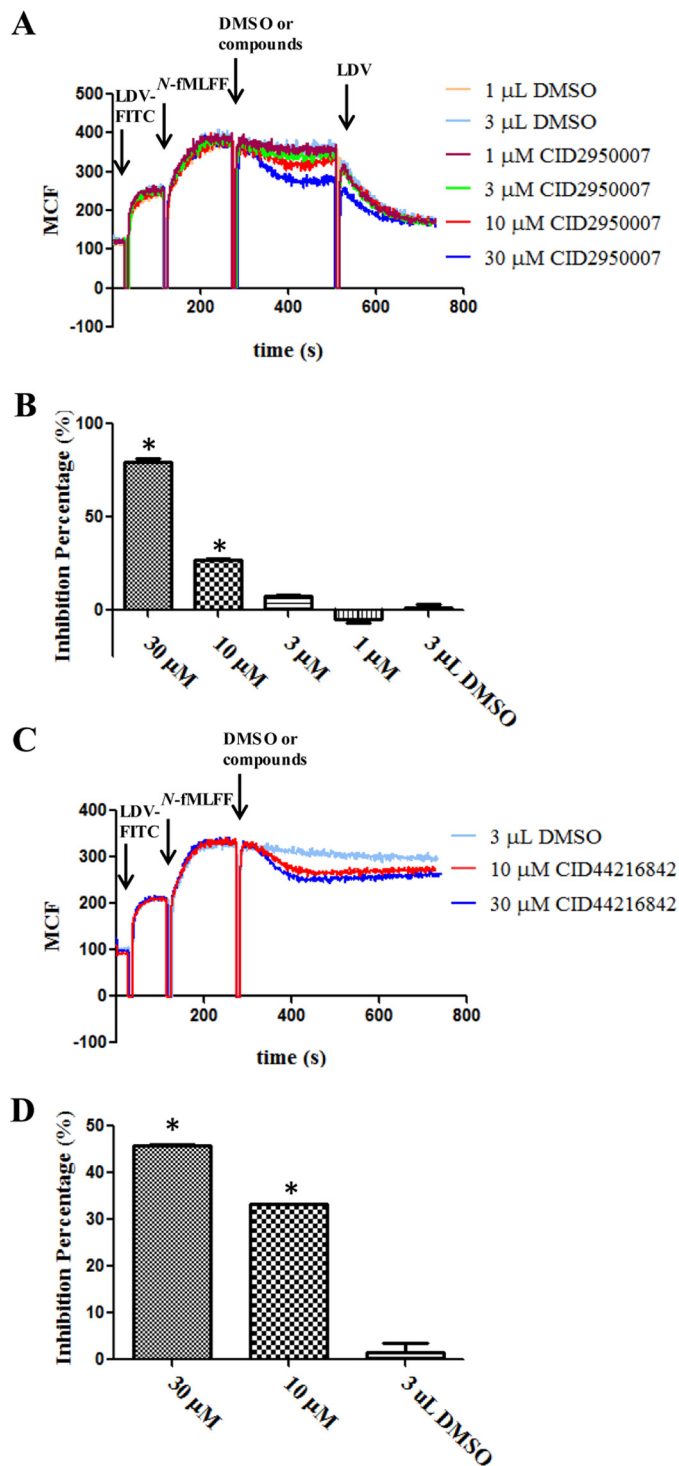 A
DMSO or
compounds
LDV-
FITC
N-fMLFF
LDV
500
400
300
200
100
0
-100
MCF
200
400
600
800
time (s)
1 μL DMSO
3 μL DMSO
1 μM CID2950007
3 μM CID2950007
10 μM CID2950007
30 μM CID2950007
B
Inhibition Percentage (%)
100
50
0
*
*
30 μM
10 μM
3 μM
1 μM
3 μL DMSO
C
DMSO or
compounds
LDV-
FITC
N-fMLFF
400
300
200
100
0
-100
MCF
200
400
600
800
time (s)
3 μL DMSO
10 μM CID44216842
30 μM CID44216842
D
Inhibition Percentage (%)
50
40
30
20
10
0
*
*
30 μM
10 μM
3 uL DMSO